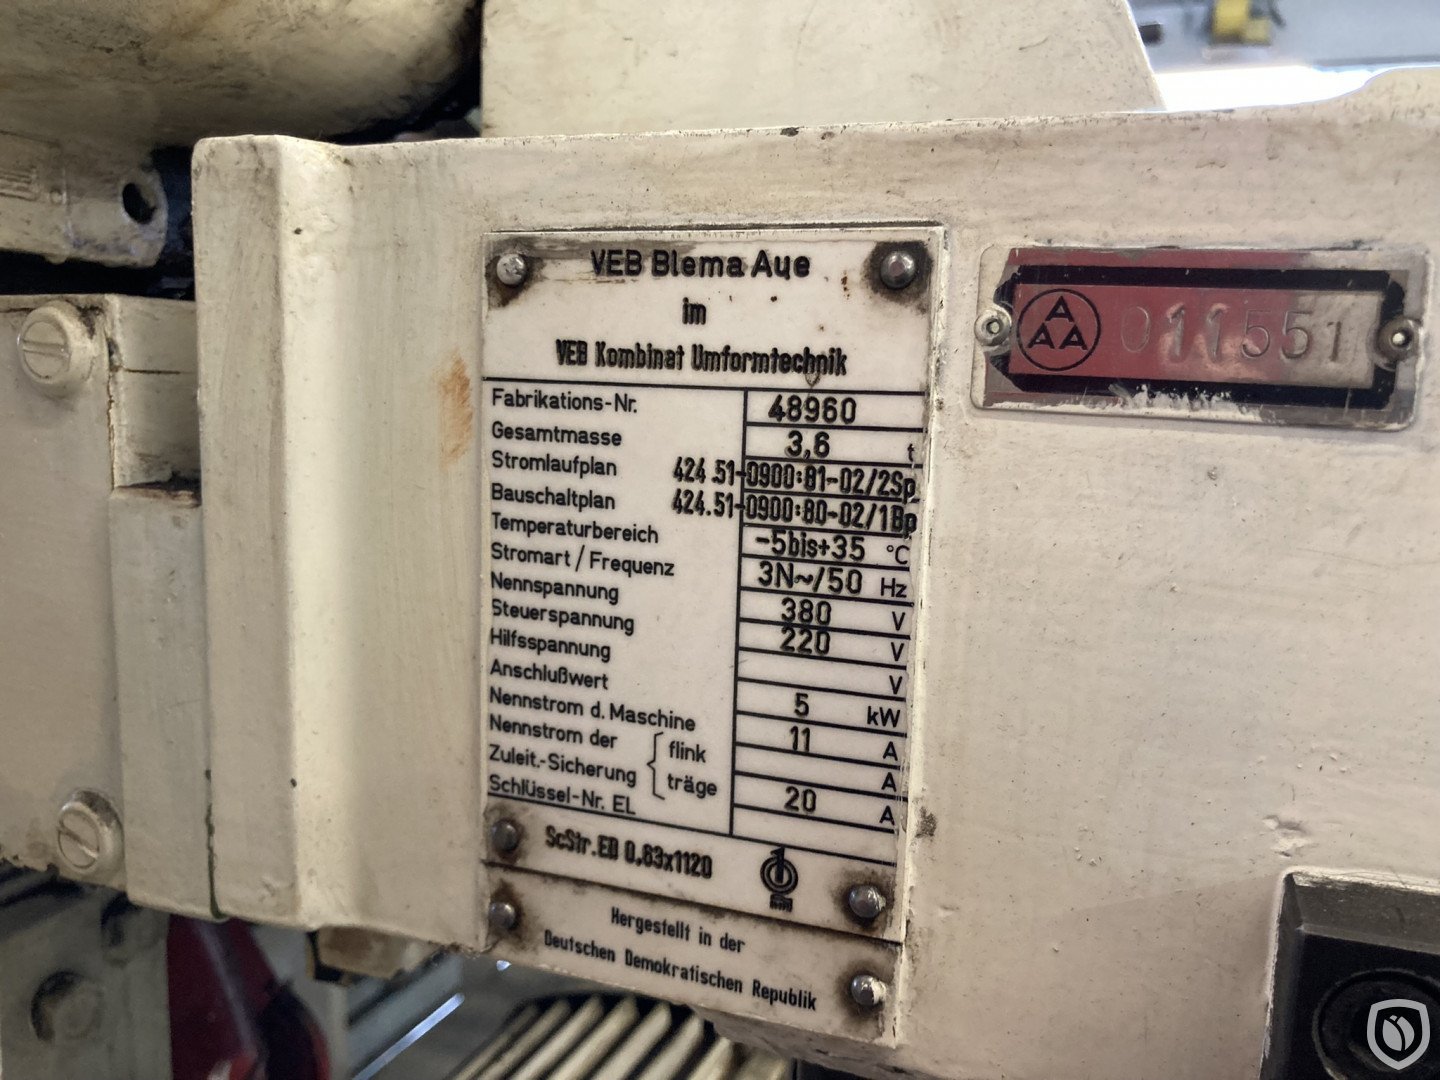 VEB Blema Aue
im
VEB Kombinat Umformtechnik
Fabrikations-Nr. 48960
Gesamtmasse 3,6 t
Stromlaufplan 424.51-0900:81-02/2Sp
Bauschaltplan 424.51-0900:80-02/1Bp
Temperaturbereich -5bis+35 °C
Stromart/Frequenz 3N~/50 Hz
Nennspannung 380 V
Steuerspannung 220 V
Hilfsspannung V
Anschlußwert 5 kW
Nennstrom d. Maschine 11 A
Nennstrom der flink A
Zuleit.-Sicherung träge 20 A
Schlüssel-Nr. EL
ScStr.ED 0,63x1120
Hergestellt in der
Deutschen Demokratischen Republik
A
AA 011551